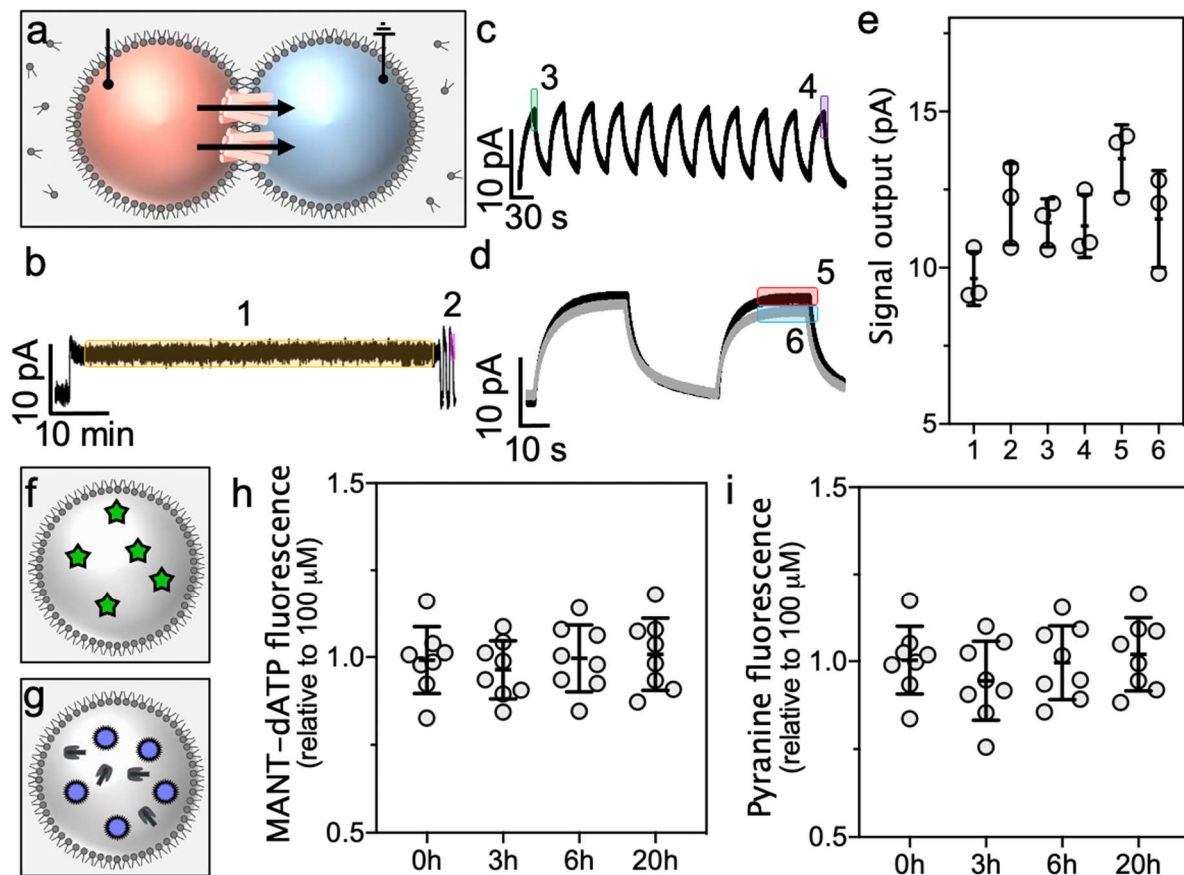 a
b
1
2
10 pA
10 min
c
3
4
10 pA
30 s
d
5
6
10 pA
10 s
e
Signal output (pA)
15
10
5
1 2 3 4 5 6
f
g
h
MANT-dATP fluorescence
(relative to 100 μM)
1.5
1.0
0.5
0h 3h 6h 20h
i
Pyranine fluorescence
(relative to 100 μM)
1.5
1.0
0.5
0h 3h 6h 20h